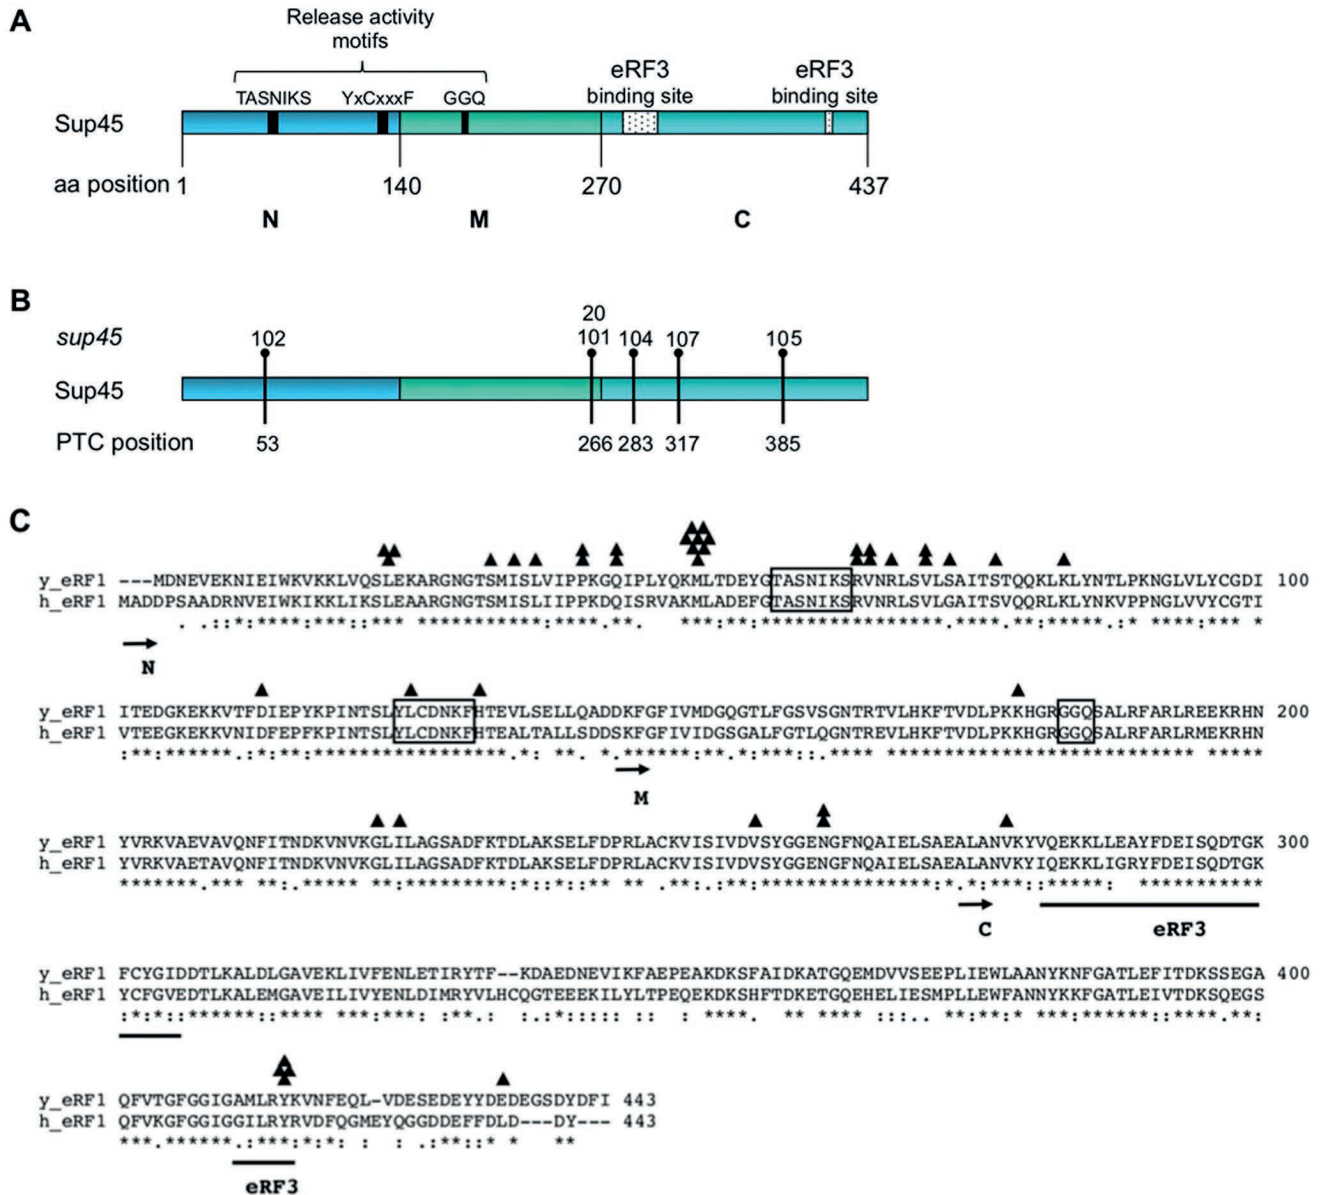 A
Release activity
motifs
TASNIKS YxCxxxF GGQ
eRF3
binding site
eRF3
binding site
Sup45
aa position 1 140 270 437
N M C
B
20
sup45 102 101 104 107 105
Sup45
PTC position 53 266 283 317 385
C
y_eRF1 ---MDNEVEKNIEIWKVKKLVQSLEKARGNGTSMISLVIPPKGQIPLYQKMLTDEYGTASNIKSRVNRLSVLSAITSTQQKLKLYNTLPKNGLVLYCGDI 100
h_eRF1 MADDPSAADRNVEIWKIKKLIKSLEAARGNGTSMISLIIPPKDQISRVAKMLADEFGTASNIKSRVNRLSVLGAITSVQQRLKLYNKVPPNGLVVYCGTI
N
y_eRF1 ITEDGKEKKVTFDIEPYKPINTSLYLCDNKFHTEVLSELLQADDKFGFIVMDGQGTLFGSVSGNTRTVLHKFTVDLPKKHGRGGQSALRFARLREEKRHN 200
h_eRF1 VTEEGKEKKVNIDFEPFKPINTSLYLCDNKFHTEALTALLSDDSKFGFIVIDGSGALFGTLQGNTREVLHKFTVDLPKKHGRGGQSALRFARLRMEKRHN
M
y_eRF1 YVRKVAEVAVQNFITNDKVNVKGLILAGSADFKTDLAKSELFDPRLACKVISIVDVSYGGENGFNQAIELSAEALANVKYVQEKKLLEAYFDEISQDTGK 300
h_eRF1 YVRKVAETAVQNFITNDKVNVKGLILAGSADFKTDLAKSELFDPRLACKVISIVDVSYGGENGFNQAIELSAEALANVKYIQEKKLIGRYFDEISQDTGK
C eRF3
y_eRF1 FCYGIDDTLKALDLGAVEKLIVFENLETIRYTF--KDAEDNEVIKFAEPEAKDKSFAIDKATGQEMDVVSEEPLIEWLAANYKNFGATLEFITDKSSEGA 400
h_eRF1 YCFGVEDTLKALEMGAVEILIVYENLDIMRYVLHCQGTEEEKILYLTPEQEKDKSHFTDKETGQEHELIESMPLLEWFANNYKKFGATLEIVTDKSQEGS
y_eRF1 QFVTGFGGIGAMLRYKVNFEQL-VDESEDEYYDEDEGSDYDFI 443
h_eRF1 QFVKGFGGIGGILRYRVDFQGMEYQGGDDEFFDLD---DY--- 443
eRF3